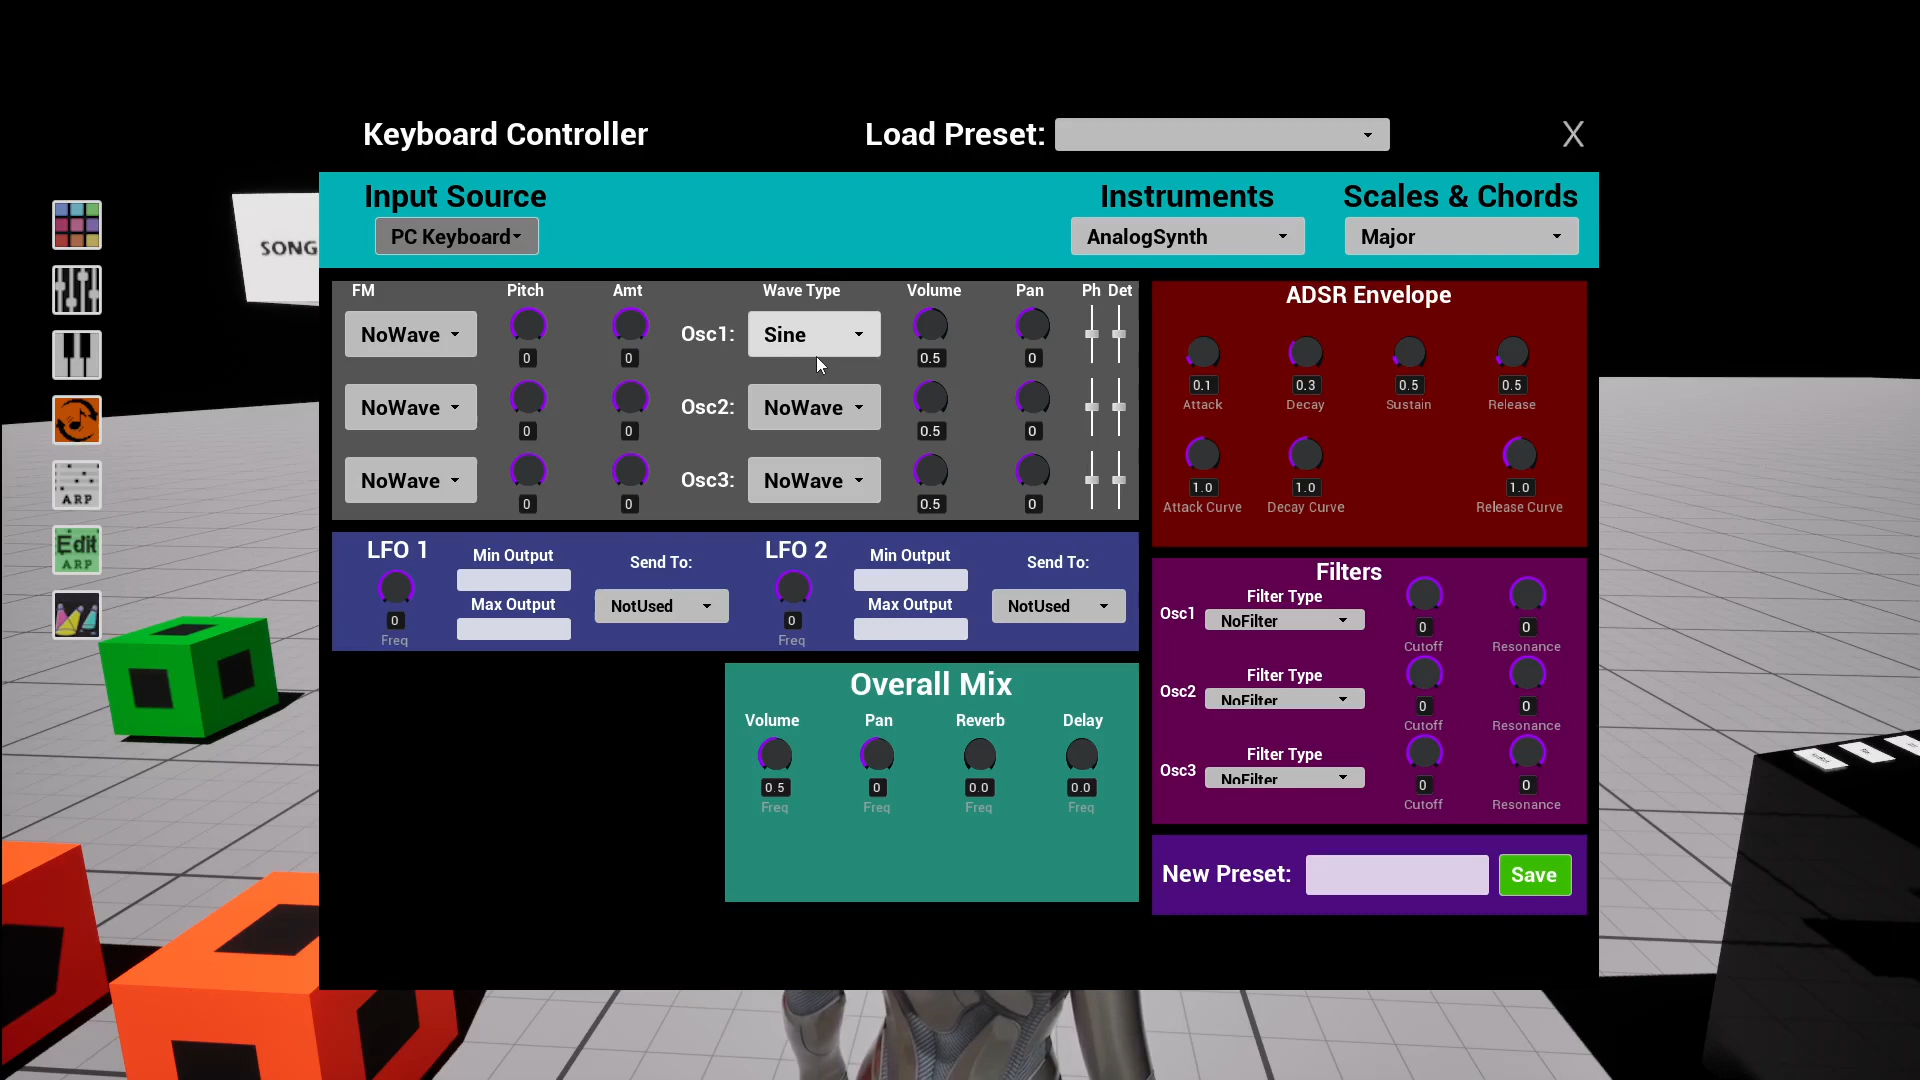 Keyboard Controller
Load Preset:
X
Input Source
PC Keyboard
Instruments
AnalogSynth
Scales & Chords
Major
SONG
FM Pitch Amt Wave Type Volume Pan Ph Det
NoWave Osc1: Sine
0 0 0.5 0
NoWave Osc2: NoWave
0 0 0.5 0
NoWave Osc3: NoWave
0 0 0.5 0
ADSR Envelope
0.1 0.3 0.5 0.5
Attack Decay Sustain Release
1.0 1.0 1.0
Attack Curve Decay Curve Release Curve
ARP
Edit
ARP
LFO 1
Min Output
Send To:
Max Output
NotUsed
0
Freq
LFO 2
Min Output
Send To:
Max Output
NotUsed
0
Freq
Filters
Filter Type
Osc1 NoFilter
0 0
Cutoff Resonance
Filter Type
Osc2 NoFilter
0 0
Cutoff Resonance
Filter Type
Osc3 NoFilter
0 0
Cutoff Resonance
Overall Mix
Volume Pan Reverb Delay
0.5 0 0.0 0.0
Freq Freq Freq Freq
New Preset:
Save